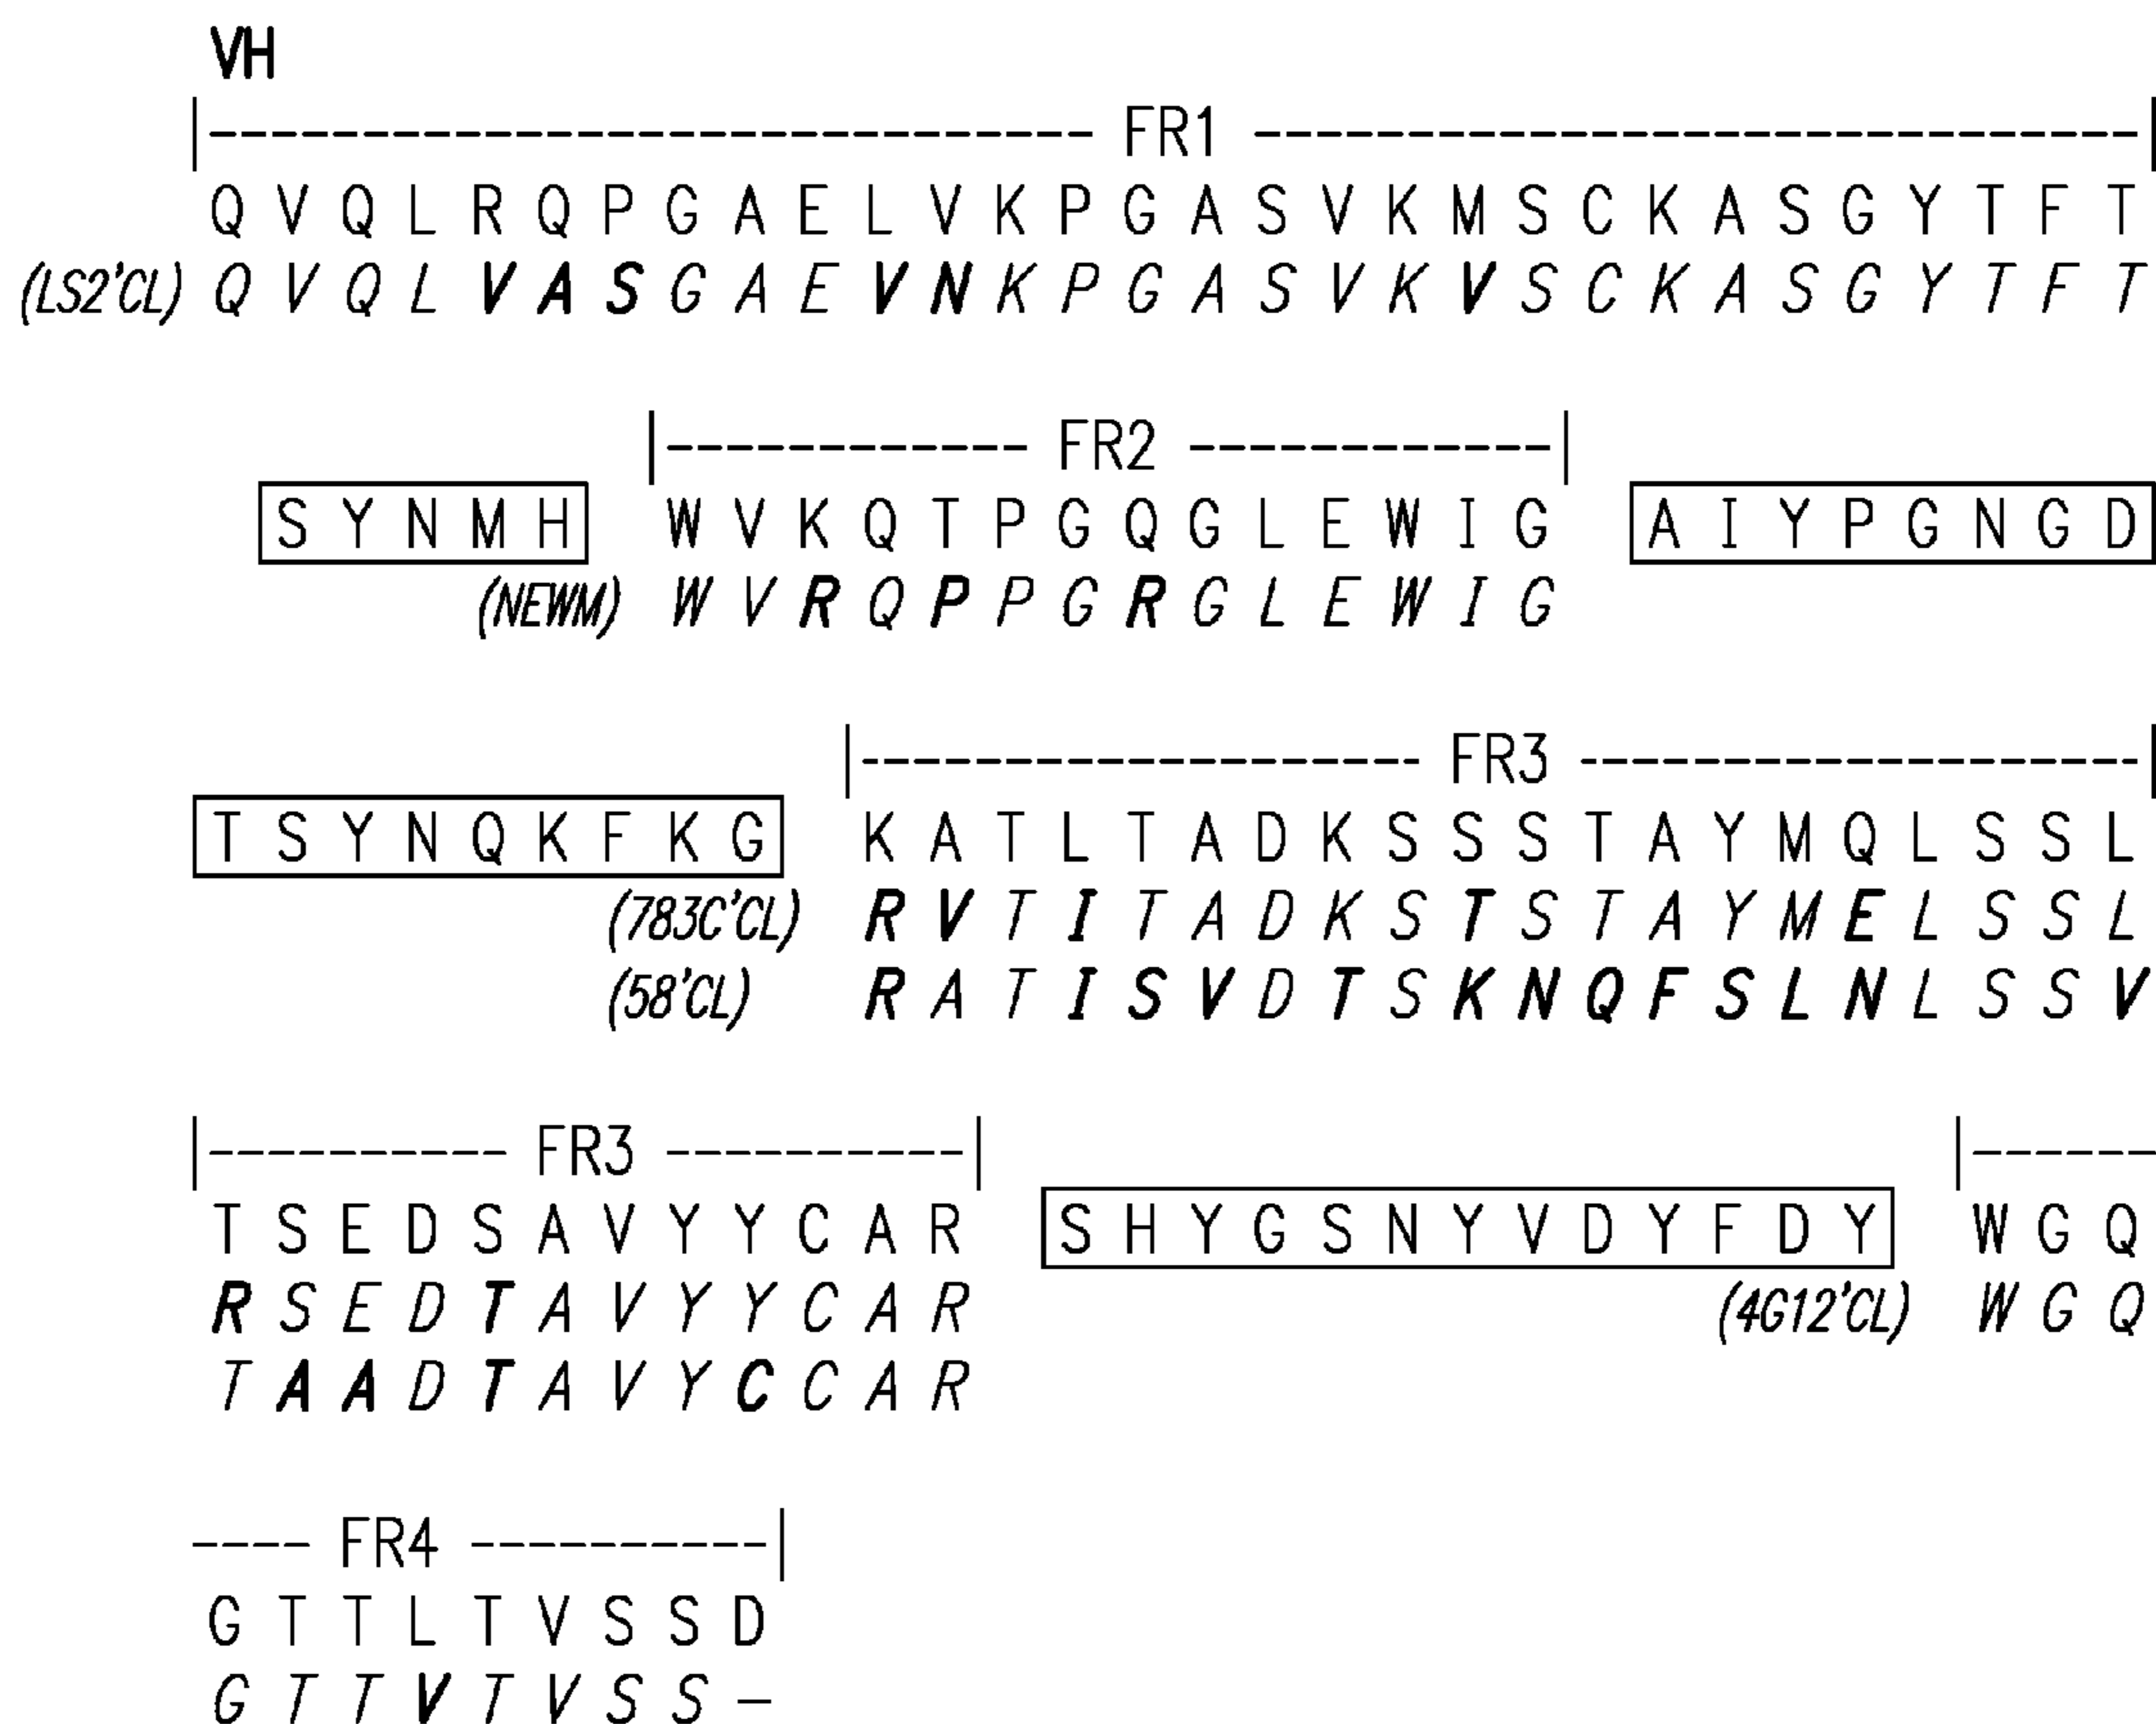 VH
|---------------------------- FR1 ----------------------------|
Q V Q L R Q P G A E L V K P G A S V K M S C K A S G Y T F T
(LS2'CL) Q V Q L V A S G A E V N K P G A S V K V S C K A S G Y T F T
|------------ FR2 ------------|
S Y N M H W V K Q T P G Q G L E W I G A I Y P G N G D
(NEWM) W V R Q P P G R G L E W I G
|------------------ FR3 ------------------|
T S Y N Q K F K G K A T L T A D K S S S T A Y M Q L S S L
(783C'CL) R V T I T A D K S T S T A Y M E L S S L
(58'CL) R A T I S V D T S K N Q F S L N L S S V
|---------- FR3 ----------| |------
T S E D S A V Y Y C A R S H Y G S N Y V D Y F D Y W G Q
R S E D T A V Y Y C A R (4G12'CL) W G Q
T A A D T A V Y C C A R
---- FR4 ----------|
G T T L T V S S D
G T T V T V S S –